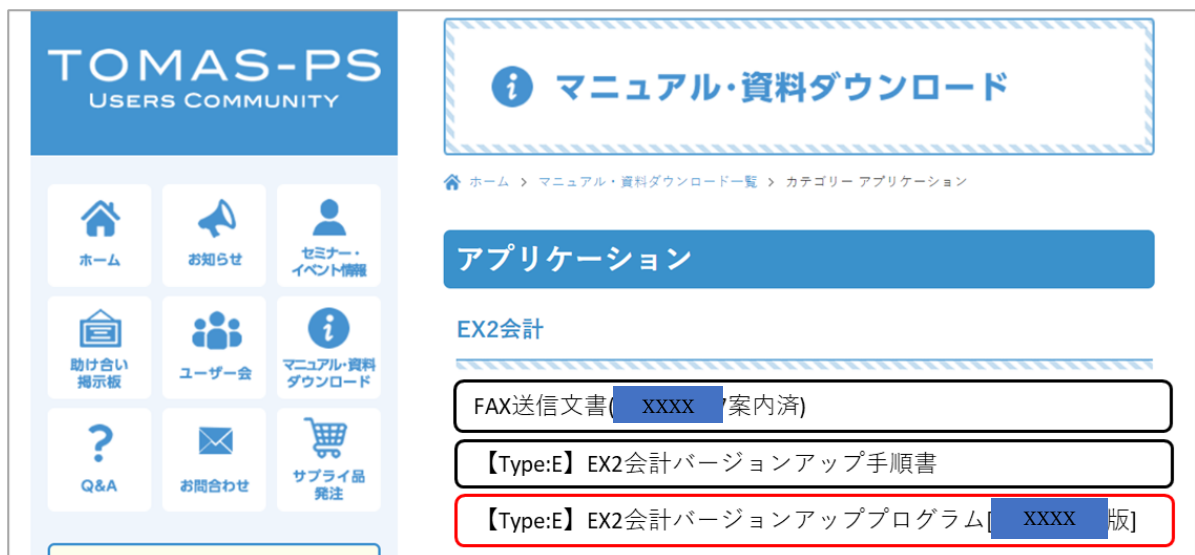 TOMAS-PS
USERS COMMUNITY
ホーム
お知らせ
セミナー・
イベント情報
助け合い
掲示板
ユーザー会
マニュアル・資料
ダウンロード
Q&A
お問合わせ
サプライ品
発注
マニュアル・資料ダウンロード
ホーム > マニュアル・資料ダウンロード一覧 > カテゴリー アプリケーション
アプリケーション
EX2会計
FAX送信文書( XXXX 案内済)
【Type:E】EX2会計バージョンアップ手順書
【Type:E】EX2会計バージョンアッププログラム[ XXXX 版]